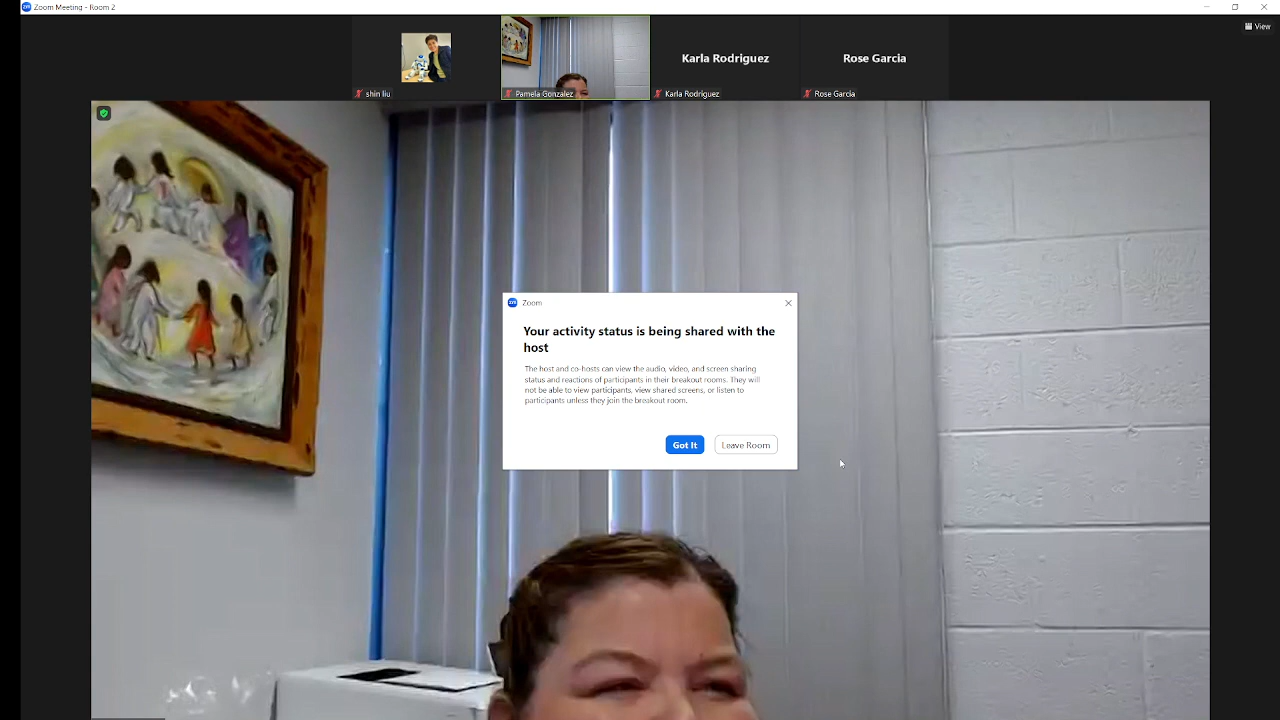 Zoom Meeting - Room 2
View
Karla Rodriguez
Rose Garcia
shin liu
Pamela Gonzalez
Karla Rodriguez
Rose Garcia
Zoom
Your activity status is being shared with the
host
The host and co-hosts can view the audio, video, and screen sharing
status and reactions of participants in their breakout rooms. They will
not be able to view participants, view shared screens, or listen to
participants unless they join the breakout room.
Got It
Leave Room